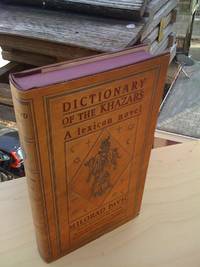 DICTIONARY
OF THE KHAZARS
A lexicon novel
MILORAD PAVIĆ